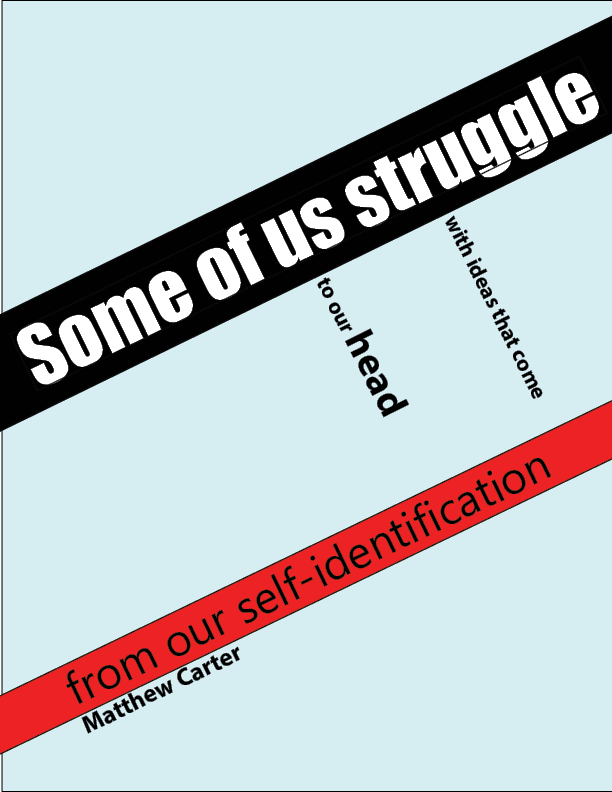 Some of us struggle
with ideas that come
to our head
from our self-identification
Matthew Carter